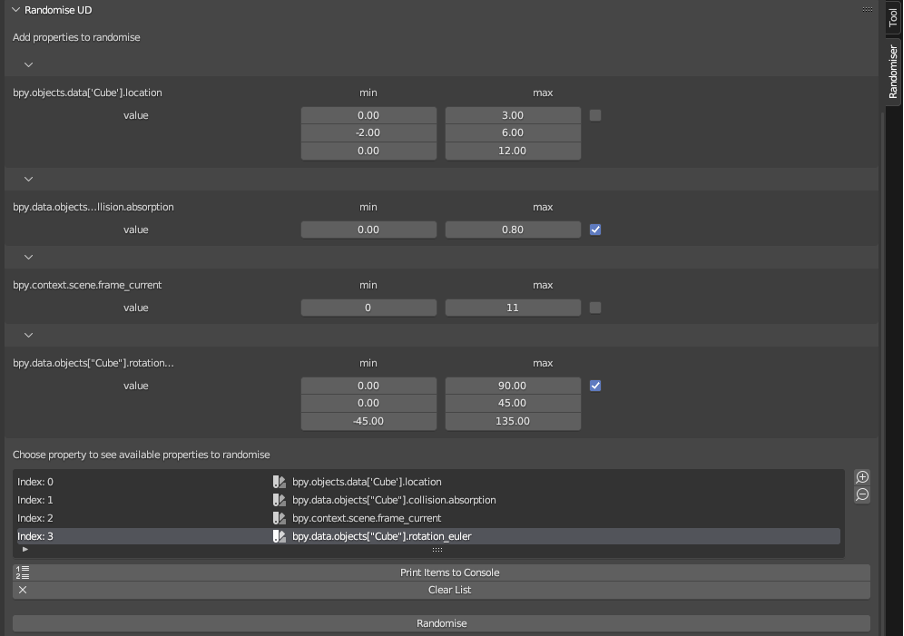 Randomise UD
Tool
Randomiser
Add properties to randomise
bpy.objects.data['Cube'].location min max
value 0.00 3.00
-2.00 6.00
0.00 12.00
bpy.data.objects...llision.absorption min max
value 0.00 0.80
bpy.context.scene.frame_current min max
value 0 11
bpy.data.objects["Cube"].rotation... min max
value 0.00 90.00
0.00 45.00
-45.00 135.00
Choose property to see available properties to randomise
Index: 0 bpy.objects.data['Cube'].location
Index: 1 bpy.data.objects["Cube"].collision.absorption
Index: 2 bpy.context.scene.frame_current
Index: 3 bpy.data.objects["Cube"].rotation_euler
Print Items to Console
Clear List
Randomise